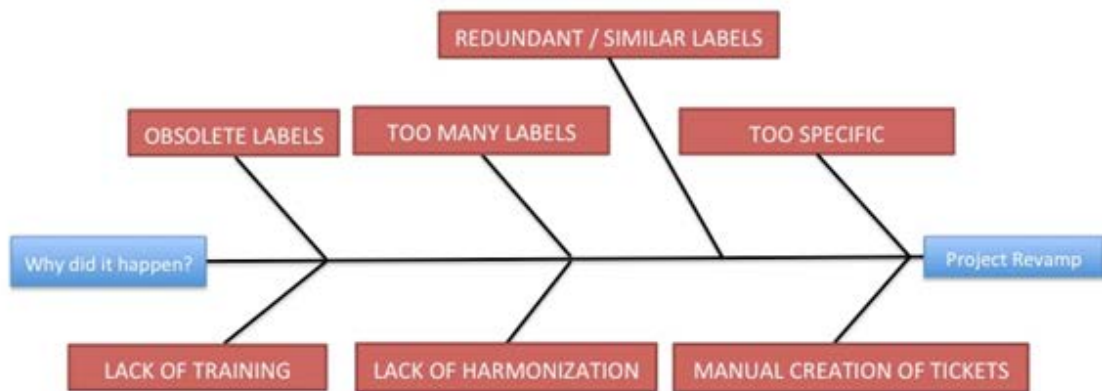 REDUNDANT / SIMILAR LABELS
OBSOLETE LABELS
TOO MANY LABELS
TOO SPECIFIC
Why did it happen?
Project Revamp
LACK OF TRAINING
LACK OF HARMONIZATION
MANUAL CREATION OF TICKETS